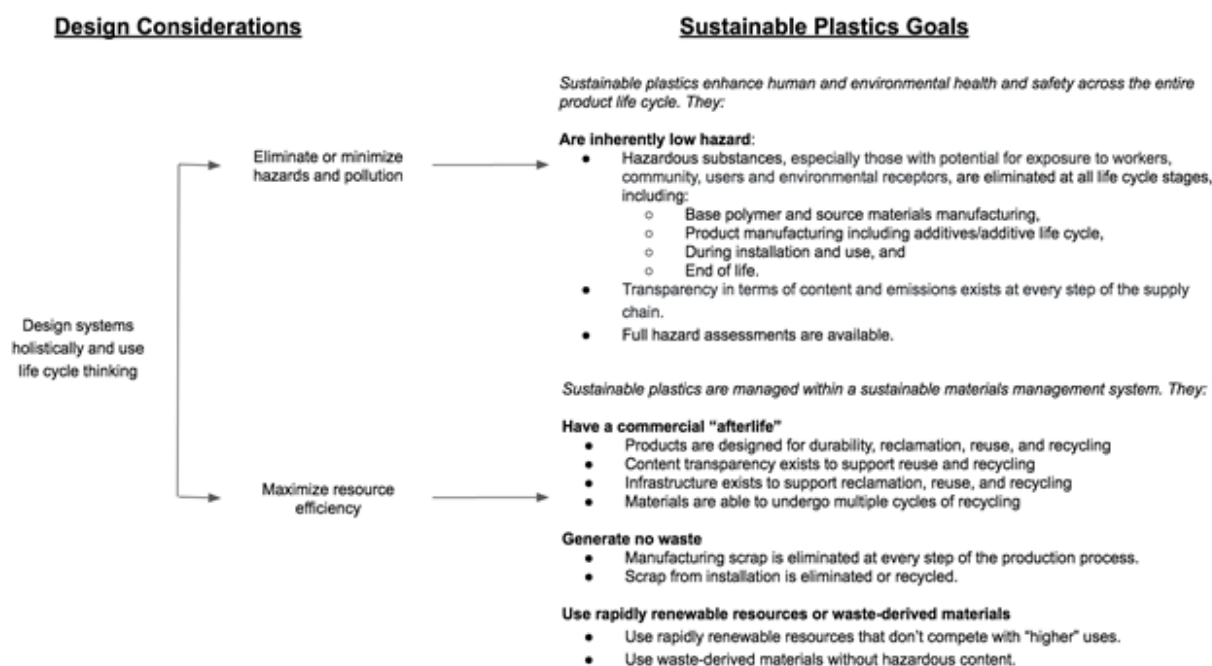 Design Considerations
Sustainable Plastics Goals
Sustainable plastics enhance human and environmental health and safety across the entire
product life cycle. They:
Are inherently low hazard:
● Hazardous substances, especially those with potential for exposure to workers,
community, users and environmental receptors, are eliminated at all life cycle stages,
including:
○ Base polymer and source materials manufacturing,
○ Product manufacturing including additives/additive life cycle,
○ During installation and use, and
○ End of life.
● Transparency in terms of content and emissions exists at every step of the supply
chain.
● Full hazard assessments are available.
Eliminate or minimize
hazards and pollution
Design systems
holistically and use
life cycle thinking
Maximize resource
efficiency
Sustainable plastics are managed within a sustainable materials management system. They:
Have a commercial “afterlife”
● Products are designed for durability, reclamation, reuse, and recycling
● Content transparency exists to support reuse and recycling
● Infrastructure exists to support reclamation, reuse, and recycling
● Materials are able to undergo multiple cycles of recycling
Generate no waste
● Manufacturing scrap is eliminated at every step of the production process.
● Scrap from installation is eliminated or recycled.
Use rapidly renewable resources or waste-derived materials
● Use rapidly renewable resources that don’t compete with “higher” uses.
● Use waste-derived materials without hazardous content.